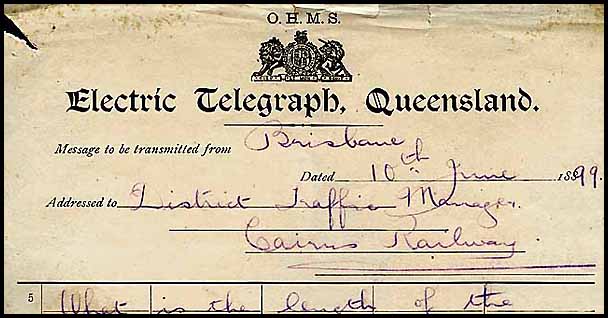 O.H.M.S.
Electric Telegraph, Queensland.
Message to be transmitted from Brisbane
Dated 10th June 1899.
Addressed to District Traffic Manager.
Cairns Railway.
5 What is the length of the